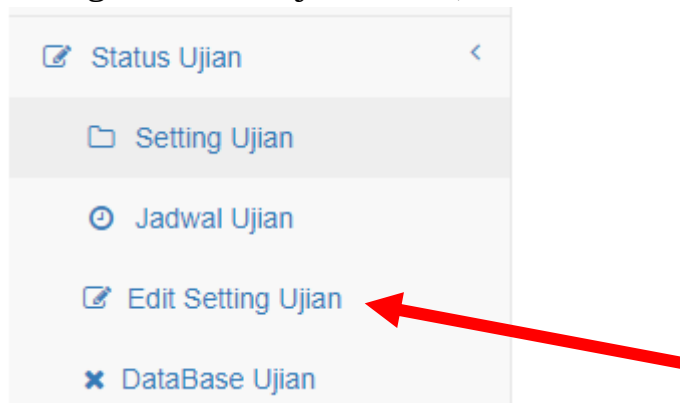 Status Ujian
Setting Ujian
Jadwal Ujian
Edit Setting Ujian
DataBase Ujian